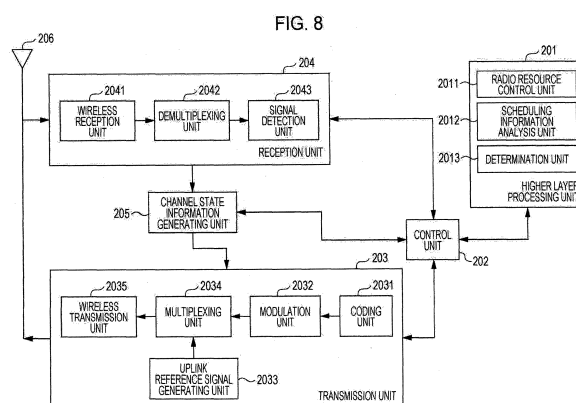 FIG. 8
206
204
2041
WIRELESS
RECEPTION
UNIT
2042
DEMULTIPLEXING
UNIT
2043
SIGNAL
DETECTION
UNIT
RECEPTION UNIT
201
2011
RADIO RESOURCE
CONTROL UNIT
2012
SCHEDULING
INFORMATION
ANALYSIS UNIT
2013
DETERMINATION UNIT
HIGHER LAYER
PROCESSING UNIT
205
CHANNEL STATE
INFORMATION
GENERATING UNIT
CONTROL
UNIT
202
203
2035
WIRELESS
TRANSMISSION
UNIT
2034
MULTIPLEXING
UNIT
2032
MODULATION
UNIT
2031
CODING
UNIT
UPLINK
REFERENCE SIGNAL
GENERATING UNIT
2033
TRANSMISSION UNIT